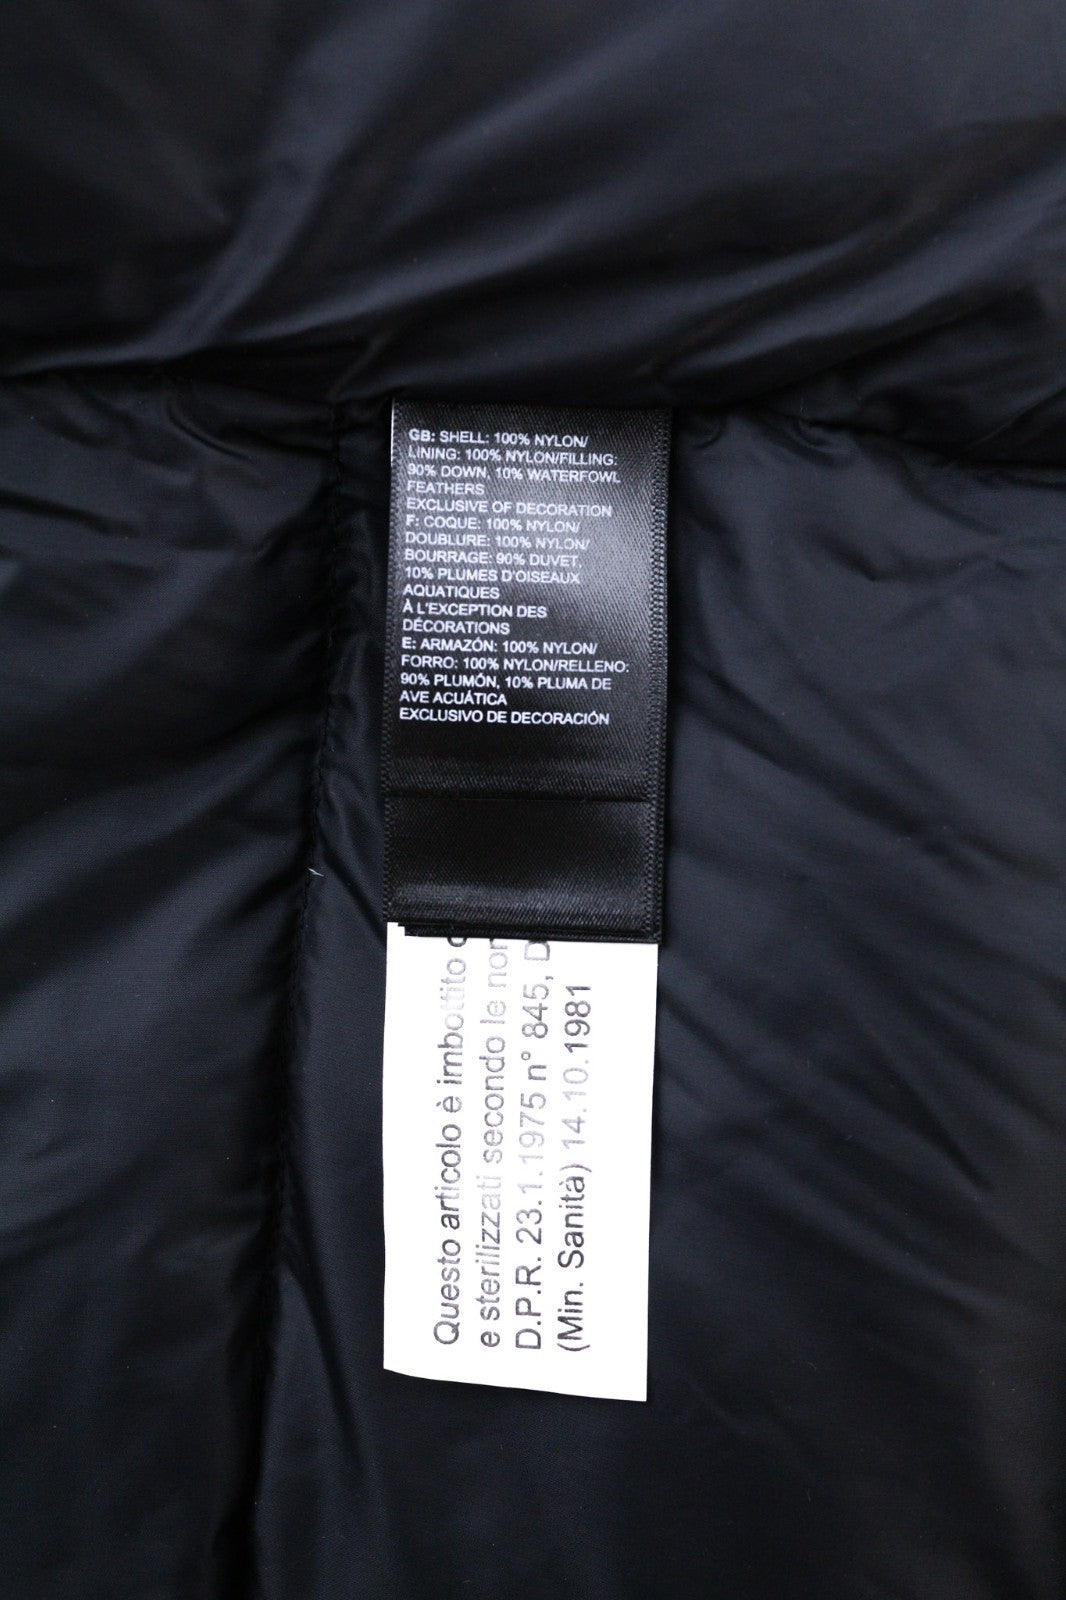 GB: SHELL: 100% NYLON/
LINING: 100% NYLON/FILLING:
90% DOWN, 10% WATERFOWL
FEATHERS
EXCLUSIVE OF DECORATION
F: COQUE: 100% NYLON/
DOUBLURE: 100% NYLON/
BOURRAGE: 90% DUVET,
10% PLUMES D'OISEAUX
AQUATIQUES
À L'EXCEPTION DES
DÉCORATIONS
E: ARMAZÓN: 100% NYLON/
FORRO: 100% NYLON/RELLENO:
90% PLUMÓN, 10% PLUMA DE
AVE ACUÁTICA
EXCLUSIVO DE DECORACIÓN
Questo articolo è imbottito
e sterilizzati secondo le
D.P.R. 23.1.1975 n° 845,
(Min. Sanità) 14.10.1981